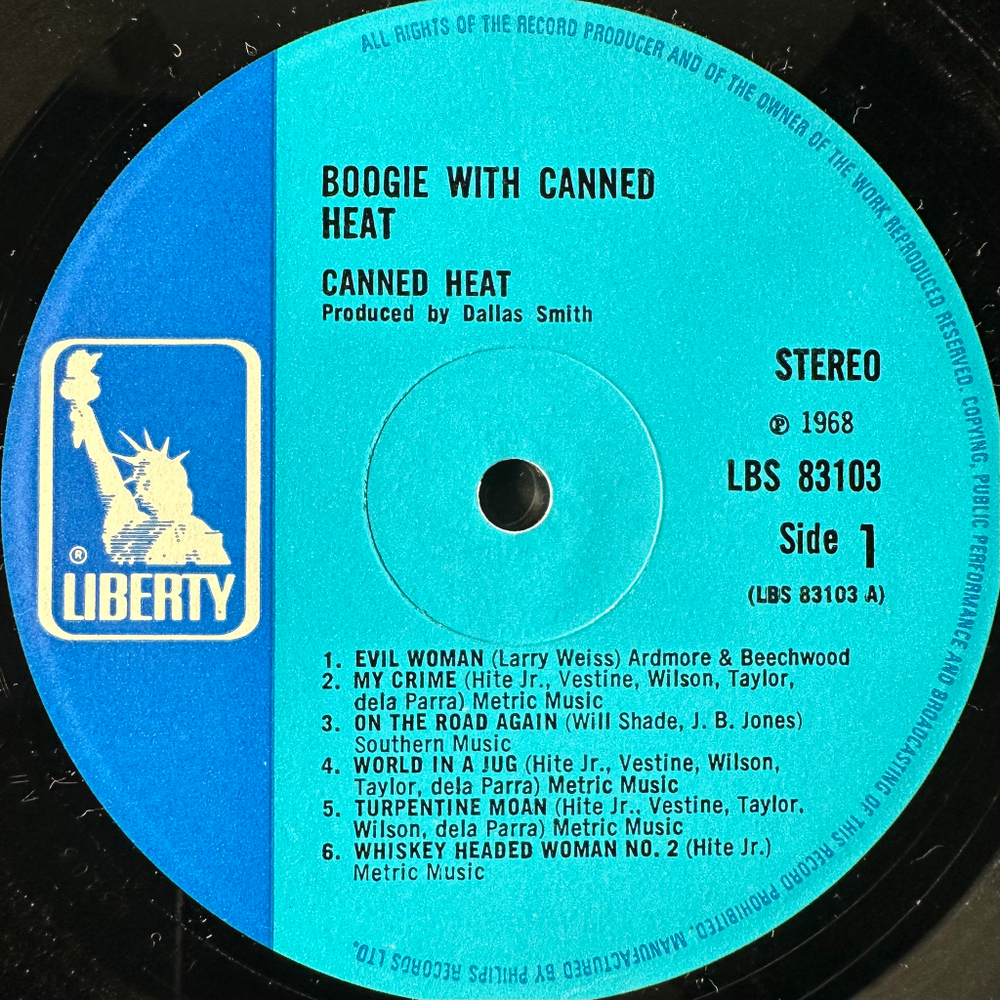 ALL RIGHTS OF THE RECORD PRODUCER AND OF THE OWNER OF THE WORK REPRODUCED RESERVED. COPYING, PUBLIC PERFORMANCE AND BROADCASTING OF THIS RECORD PROHIBITED. MANUFACTURED BY PHILIPS RECORDS LTD.
BOOGIE WITH CANNED
HEAT
CANNED HEAT
Produced by Dallas Smith
STEREO
℗ 1968
LBS 83103
Side 1
(LBS 83103 A)
®
LIBERTY
1. EVIL WOMAN (Larry Weiss) Ardmore & Beechwood
2. MY CRIME (Hite Jr., Vestine, Wilson, Taylor,
dela Parra) Metric Music
3. ON THE ROAD AGAIN (Will Shade, J. B. Jones)
Southern Music
4. WORLD IN A JUG (Hite Jr., Vestine, Wilson,
Taylor, dela Parra) Metric Music
5. TURPENTINE MOAN (Hite Jr., Vestine, Taylor,
Wilson, dela Parra) Metric Music
6. WHISKEY HEADED WOMAN NO. 2 (Hite Jr.)
Metric Music